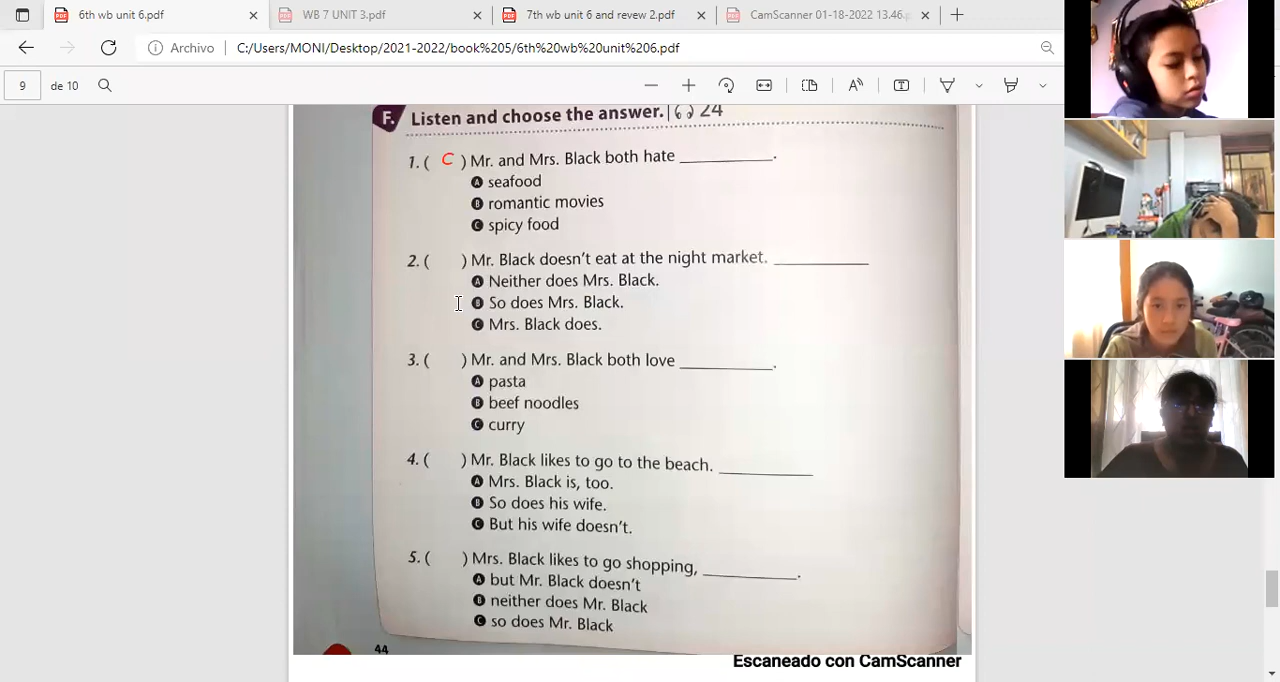 6th wb unit 6.pdf
WB 7 UNIT 3.pdf
7th wb unit 6 and revew 2.pdf
CamScanner 01-18-2022 13.46.p
Archivo
C:/Users/MONI/Desktop/2021-2022/book%205/6th%20wb%20unit%206.pdf
9 de 10
F. Listen and choose the answer. 24
1. ( C ) Mr. and Mrs. Black both hate __________.
A seafood
B romantic movies
C spicy food
2. ( ) Mr. Black doesn't eat at the night market. __________
A Neither does Mrs. Black.
B So does Mrs. Black.
C Mrs. Black does.
3. ( ) Mr. and Mrs. Black both love __________.
A pasta
B beef noodles
C curry
4. ( ) Mr. Black likes to go to the beach. __________
A Mrs. Black is, too.
B So does his wife.
C But his wife doesn't.
5. ( ) Mrs. Black likes to go shopping, __________.
A but Mr. Black doesn't
B neither does Mr. Black
C so does Mr. Black
44
Escaneado con CamScanner